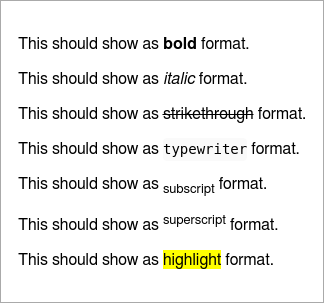 This should show as bold format.
This should show as italic format.
This should show as strikethrough format.
This should show as typewriter format.
This should show as subscript format.
This should show as superscript format.
This should show as highlight format.